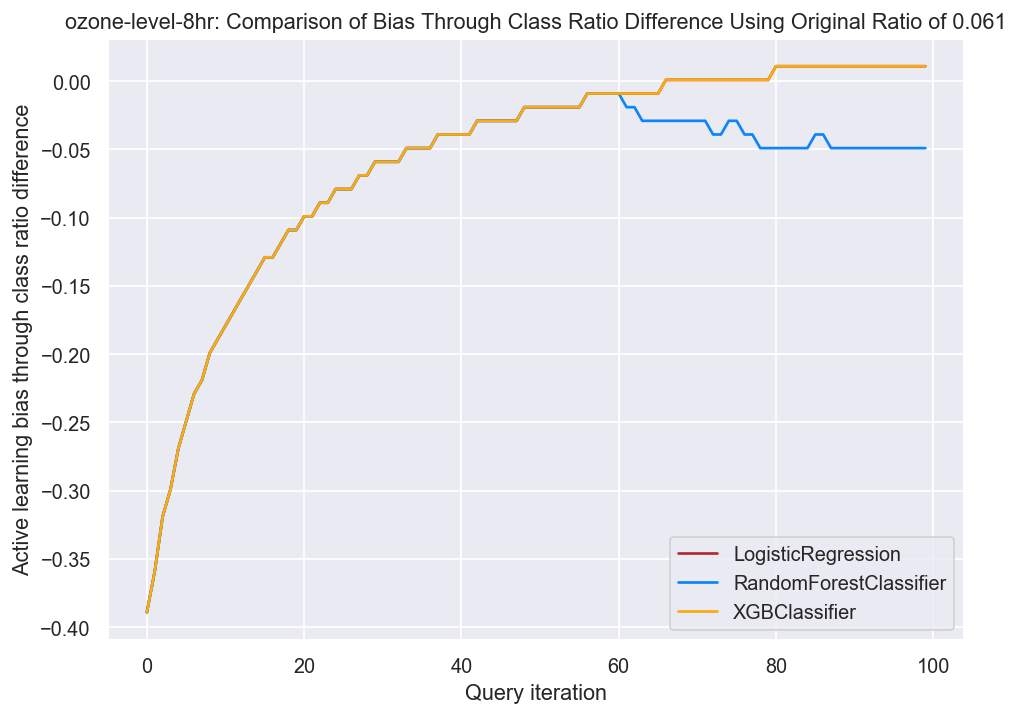 ozone-level-8hr: Comparison of Bias Through Class Ratio Difference Using Original Ratio of 0.061
Active learning bias through class ratio difference
0.00
−0.05
−0.10
−0.15
−0.20
−0.25
−0.30
−0.35
−0.40
LogisticRegression
RandomForestClassifier
XGBClassifier
0 20 40 60 80 100
Query iteration